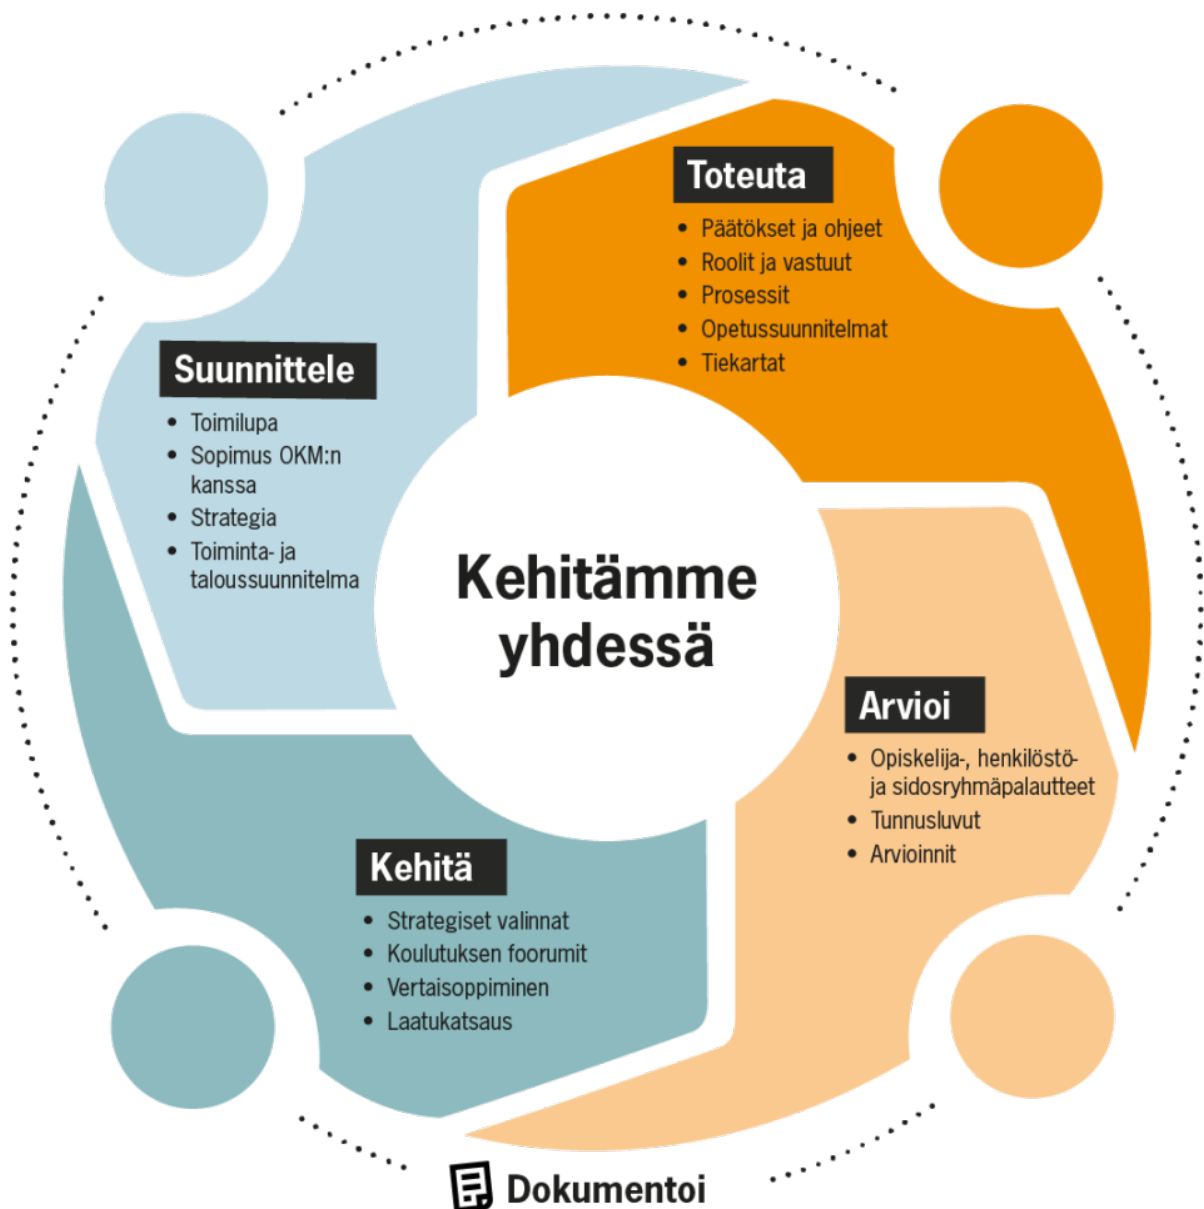 Toteuta
• Päätökset ja ohjeet
• Roolit ja vastuut
• Prosessit
• Opetussuunnitelmat
• Tiekartat
Suunnittele
• Toimilupa
• Sopimus OKM:n
kanssa
• Strategia
• Toiminta- ja
taloussuunnitelma
Kehitämme
yhdessä
Arvioi
• Opiskelija-, henkilöstö-
ja sidosryhmäpalautteet
• Tunnusluvut
• Arvioinnit
Kehitä
• Strategiset valinnat
• Koulutuksen foorumit
• Vertaisoppiminen
• Laatukatsaus
Dokumentoi